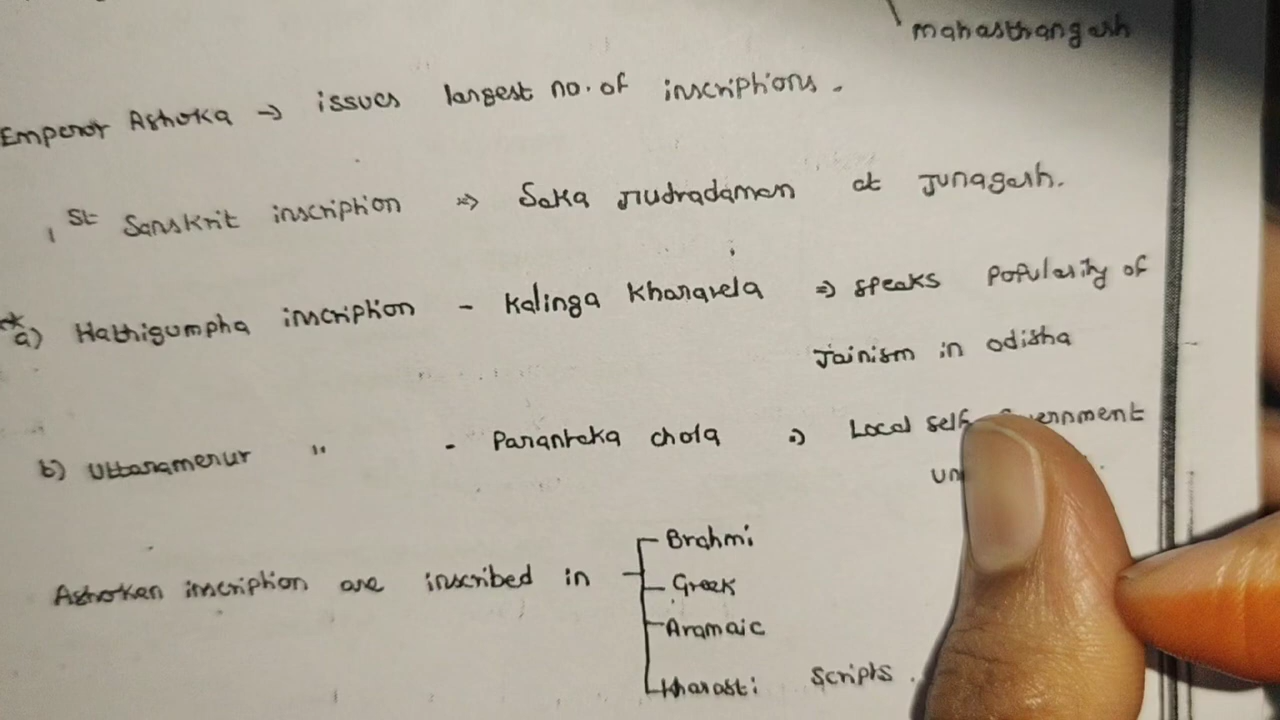 mahasthangarh
Emperor Ashoka → issues largest no. of inscriptions.
1st Sanskrit inscription ⇒ Saka rudradaman at Junagarh.
* a) Hathigumpha inscription - Kalinga Kharavela ⇒ speaks popularity of
Jainism in odisha
b) Uttaramerur " - Parantaka chola ⇒ Local self
Ashokan inscription are inscribed in
Brahmi
Greek
Aramaic
Kharasti scripts.